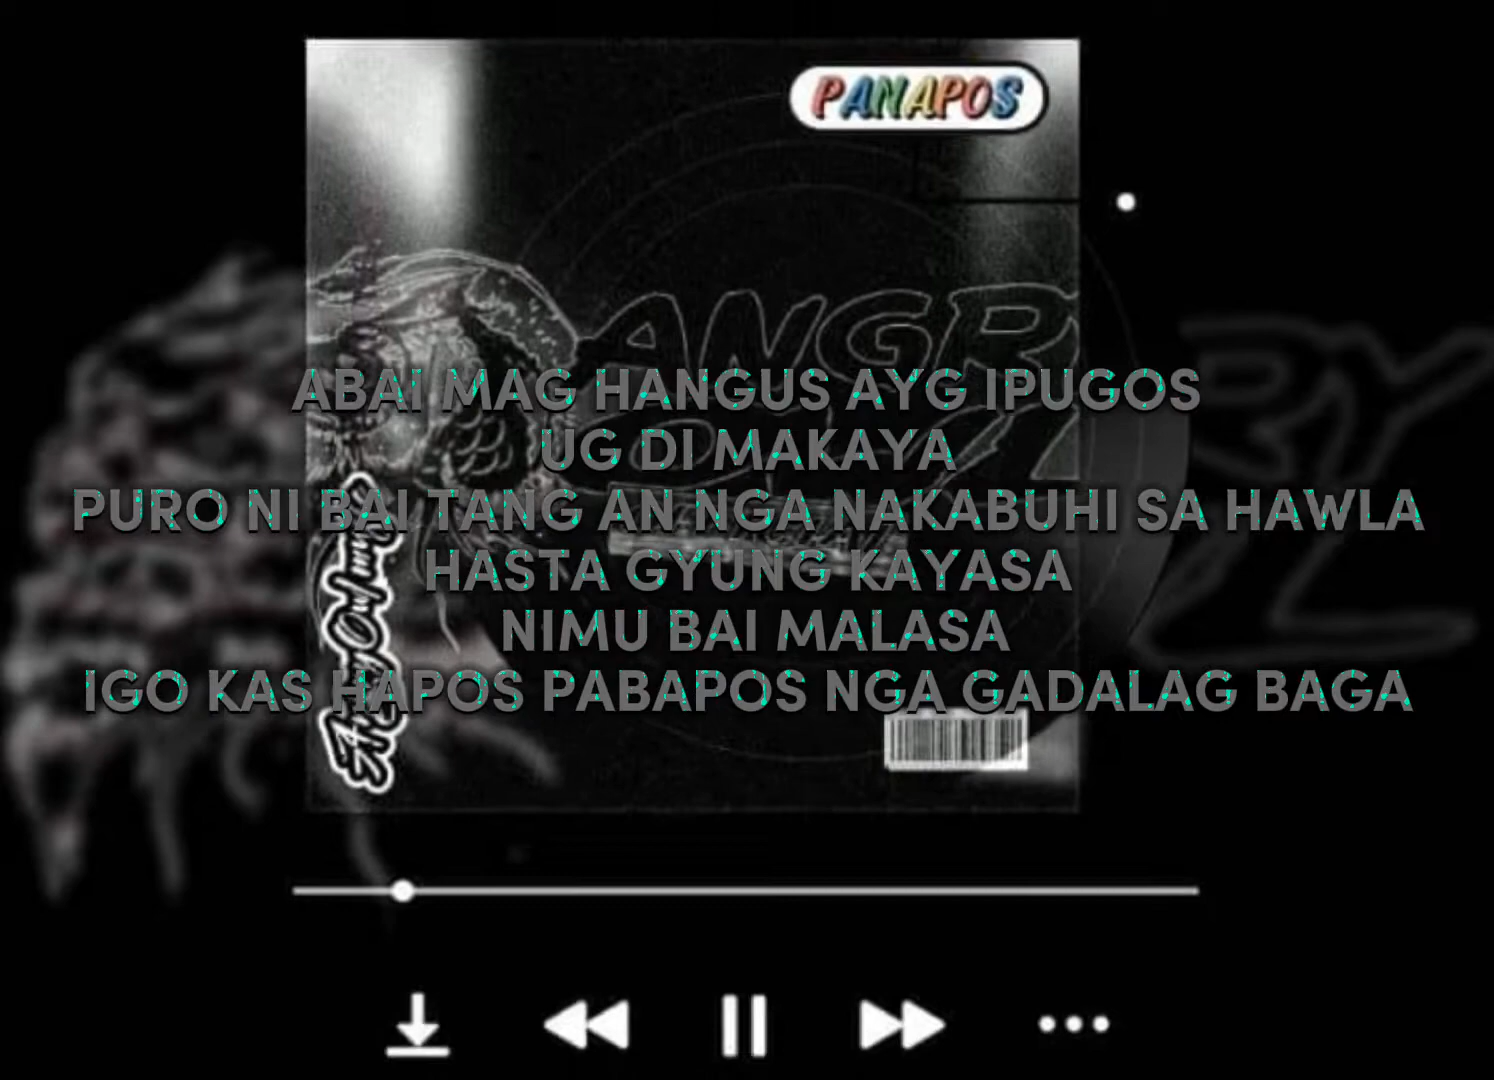 PANAPOS
ANGRY
ABAI MAG HANGUS AYG IPUGOS
UG DI MAKAYA
PURO NI BAI TANG AN NGA NAKABUHI SA HAWLA
HASTA GYUNG KAYASA
NIMU BAI MALASA
IGO KAS HAPOS PABAPOS NGA GADALAG BAGA